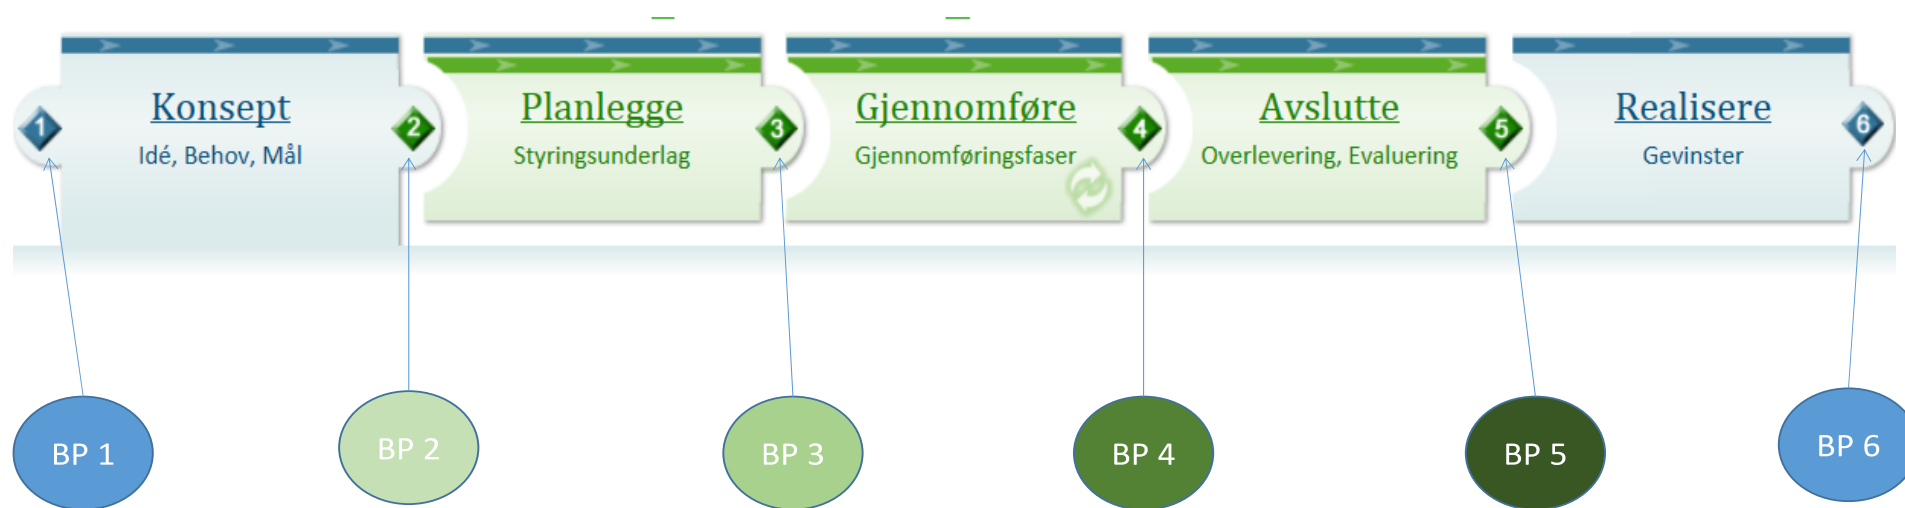 Konsept
Idé, Behov, Mål
Planlegge
Styringsunderlag
Gjennomføre
Gjennomføringsfaser
Avslutte
Overlevering, Evaluering
Realisere
Gevinster
1
2
3
4
5
6
BP 1
BP 2
BP 3
BP 4
BP 5
BP 6